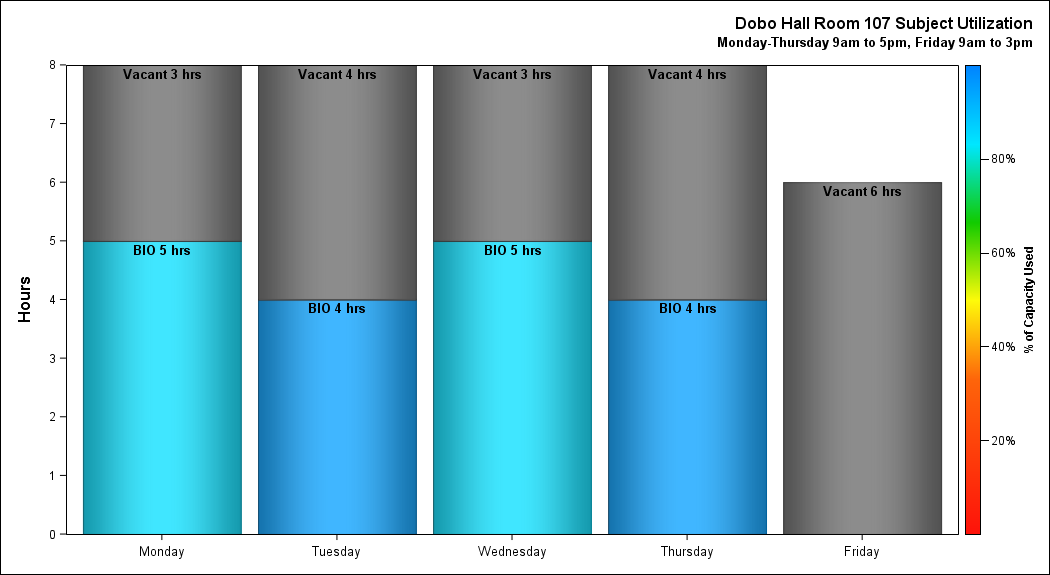 Dobo Hall Room 107 Subject Utilization
Monday-Thursday 9am to 5pm, Friday 9am to 3pm
Hours
8
7
6
5
4
3
2
1
0
Vacant 3 hrs
BIO 5 hrs
Vacant 4 hrs
BIO 4 hrs
Vacant 3 hrs
BIO 5 hrs
Vacant 4 hrs
BIO 4 hrs
Vacant 6 hrs
Monday
Tuesday
Wednesday
Thursday
Friday
80%
60%
40%
20%
% of Capacity Used